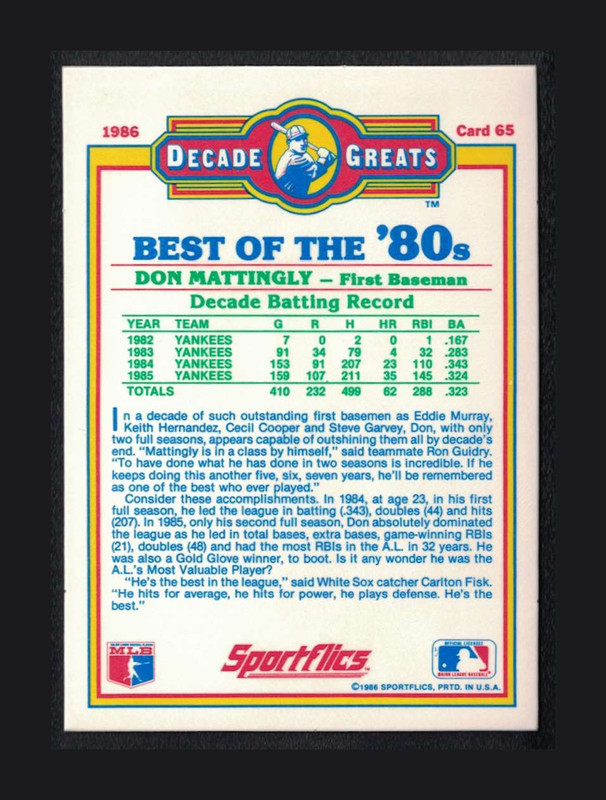 1986
Card 65
DECADE GREATS
TM
BEST OF THE '80s
DON MATTINGLY – First Baseman
Decade Batting Record
YEAR TEAM G R H HR RBI BA
1982 YANKEES 7 0 2 0 1 .167
1983 YANKEES 91 34 79 4 32 .283
1984 YANKEES 153 91 207 23 110 .343
1985 YANKEES 159 107 211 35 145 .324
TOTALS 410 232 499 62 288 .323
In a decade of such outstanding first basemen as Eddie Murray,
Keith Hernandez, Cecil Cooper and Steve Garvey, Don, with only
two full seasons, appears capable of outshining them all by decade's
end. "Mattingly is in a class by himself," said teammate Ron Guidry.
"To have done what he has done in two seasons is incredible. If he
keeps doing this another five, six, seven years, he'll be remembered
as one of the best who ever played."
Consider these accomplishments. In 1984, at age 23, in his first
full season, he led the league in batting (.343), doubles (44) and hits
(207). In 1985, only his second full season, Don absolutely dominated
the league as he led in total bases, extra bases, game-winning RBIs
(21), doubles (48) and had the most RBIs in the A.L. in 32 years. He
was also a Gold Glove winner, to boot. Is it any wonder he was the
A.L.'s Most Valuable Player?
"He's the best in the league," said White Sox catcher Carlton Fisk.
"He hits for average, he hits for power, he plays defense. He's the
best."
MLB
Sportflics
OFFICIAL LICENSEE
MAJOR LEAGUE BASEBALL
©1986 SPORTFLICS, PRTD. IN U.S.A.